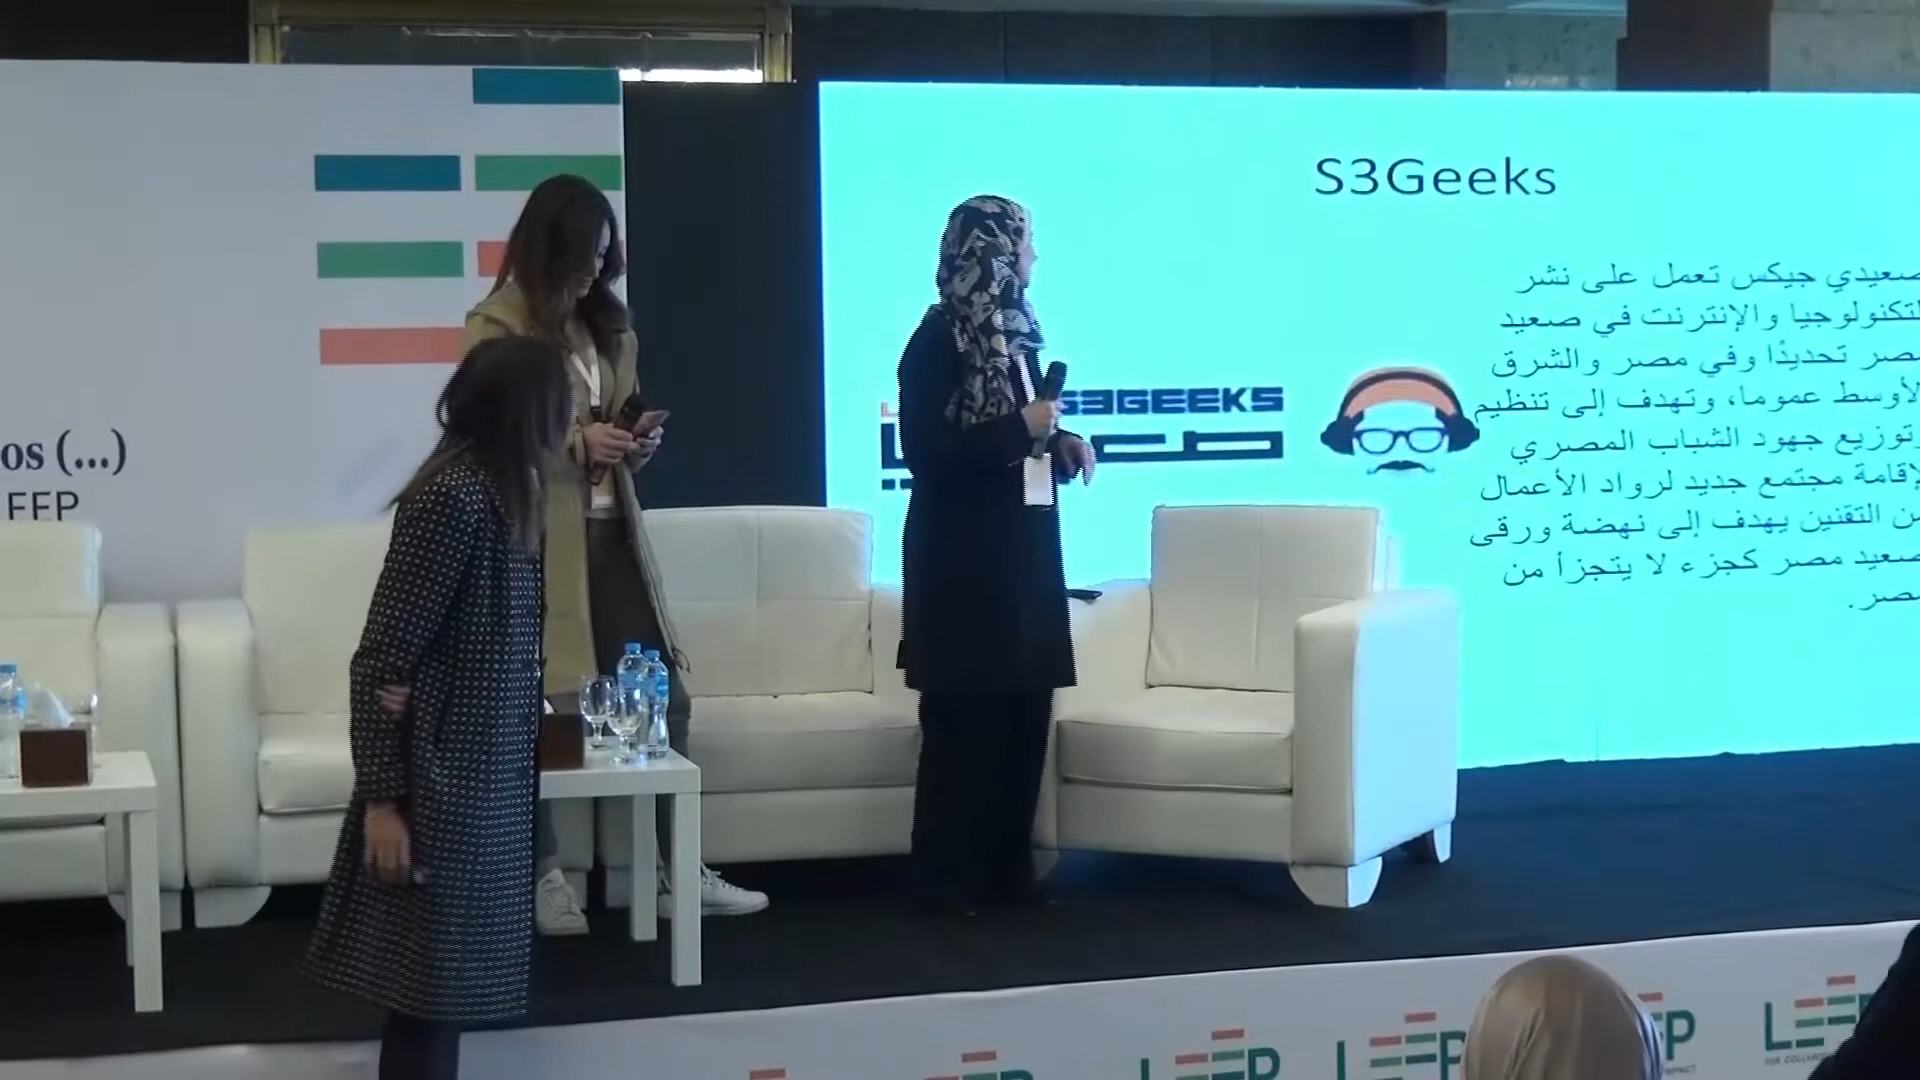 S3Geeks
صعيدي جيكس تعمل على نشر
التكنولوجيا والإنترنت في صعيد
مصر تحديدًا وفي مصر والشرق
الأوسط عموما، وتهدف إلى تنظيم
وتوزيع جهود الشباب المصري
لإقامة مجتمع جديد لرواد الأعمال
من التقنين يهدف إلى نهضة ورقى
صعيد مصر كجزء لا يتجزأ من
مصر.
S3GEEKS
os (...)
LEEP
LEEP
LEEP